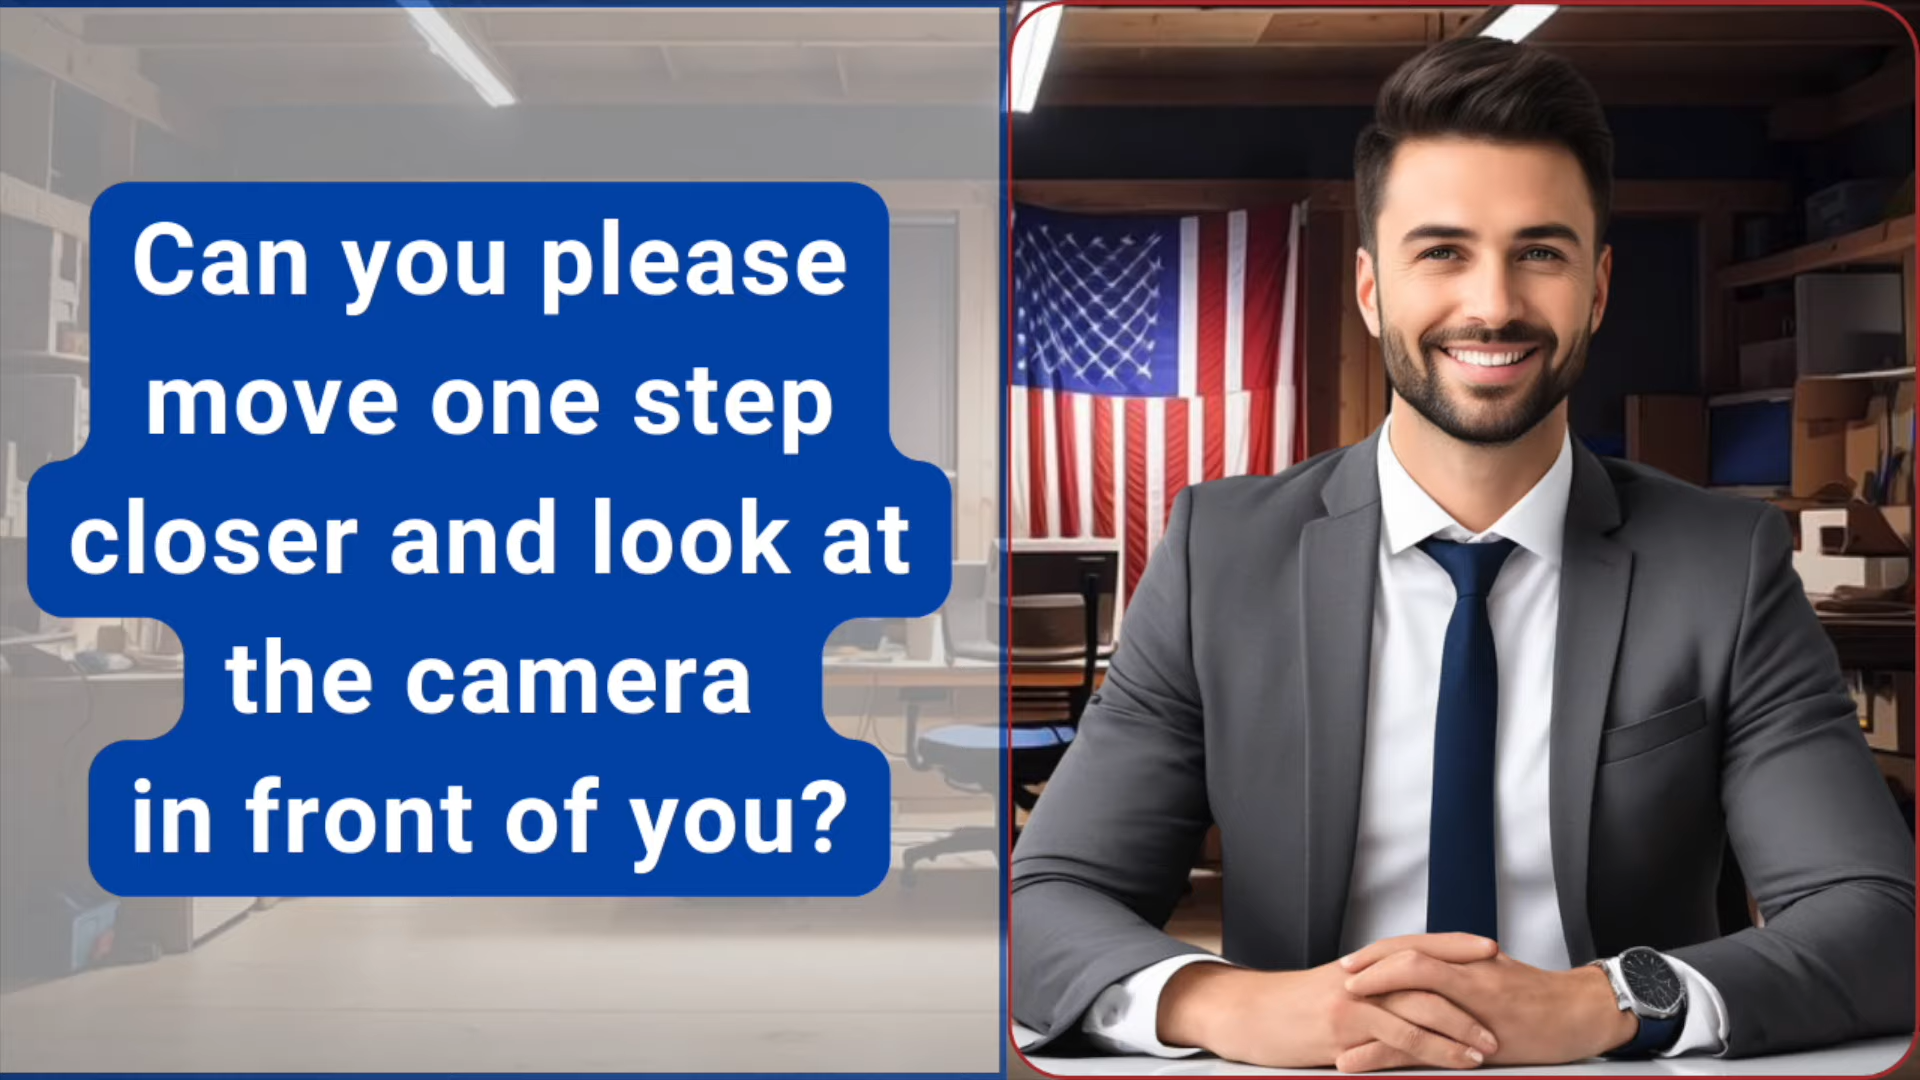 Can you please
move one step
closer and look at
the camera
in front of you?